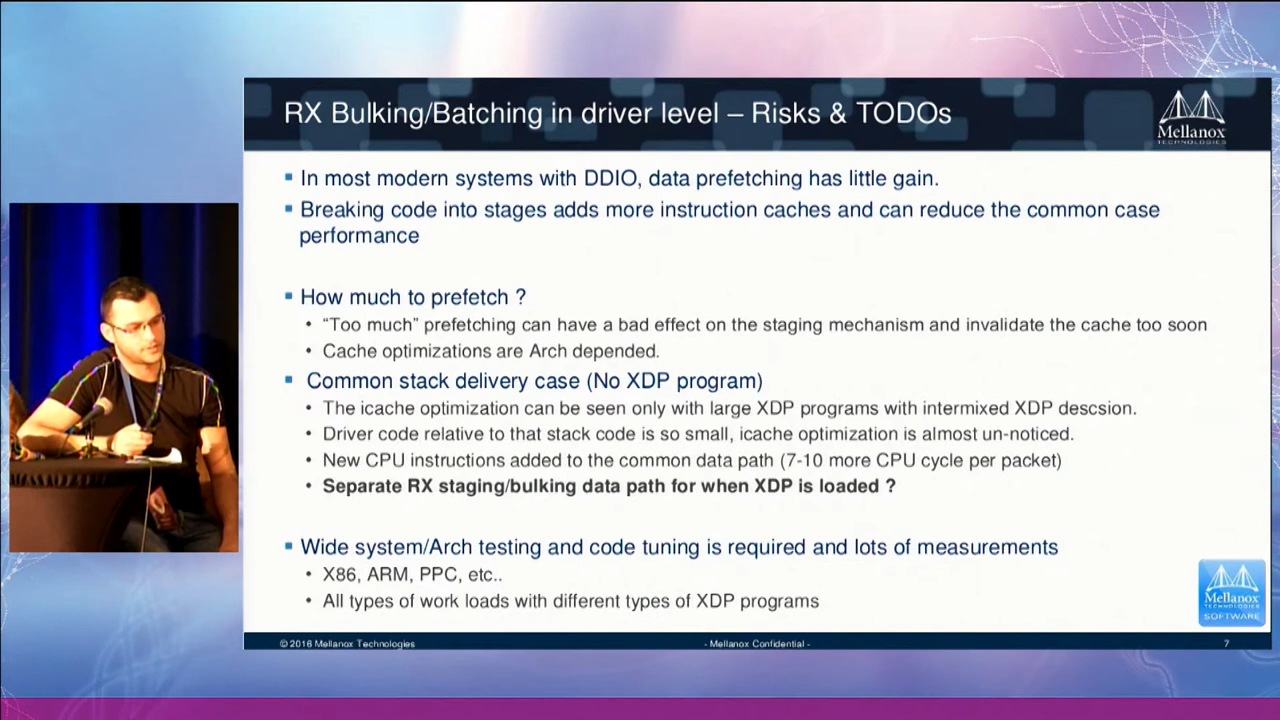 RX Bulking/Batching in driver level – Risks & TODOs
Mellanox
TECHNOLOGIES
In most modern systems with DDIO, data prefetching has little gain.
Breaking code into stages adds more instruction caches and can reduce the common case
performance
How much to prefetch ?
“Too much” prefetching can have a bad effect on the staging mechanism and invalidate the cache too soon
Cache optimizations are Arch depended.
Common stack delivery case (No XDP program)
The icache optimization can be seen only with large XDP programs with intermixed XDP descsion.
Driver code relative to that stack code is so small, icache optimization is almost un-noticed.
New CPU instructions added to the common data path (7-10 more CPU cycle per packet)
Separate RX staging/bulking data path for when XDP is loaded ?
Wide system/Arch testing and code tuning is required and lots of measurements
X86, ARM, PPC, etc..
All types of work loads with different types of XDP programs
Mellanox
TECHNOLOGIES
SOFTWARE
© 2016 Mellanox Technologies
- Mellanox Confidential -
7